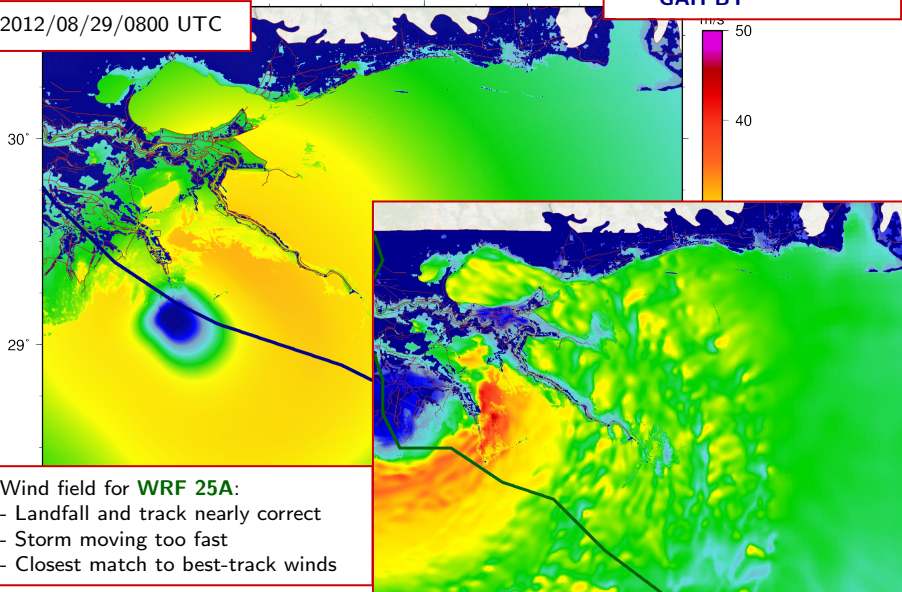 2012/08/29/0800 UTC
m/s
50
40
30°
29°
Wind field for WRF 25A:
- Landfall and track nearly correct
- Storm moving too fast
- Closest match to best-track winds